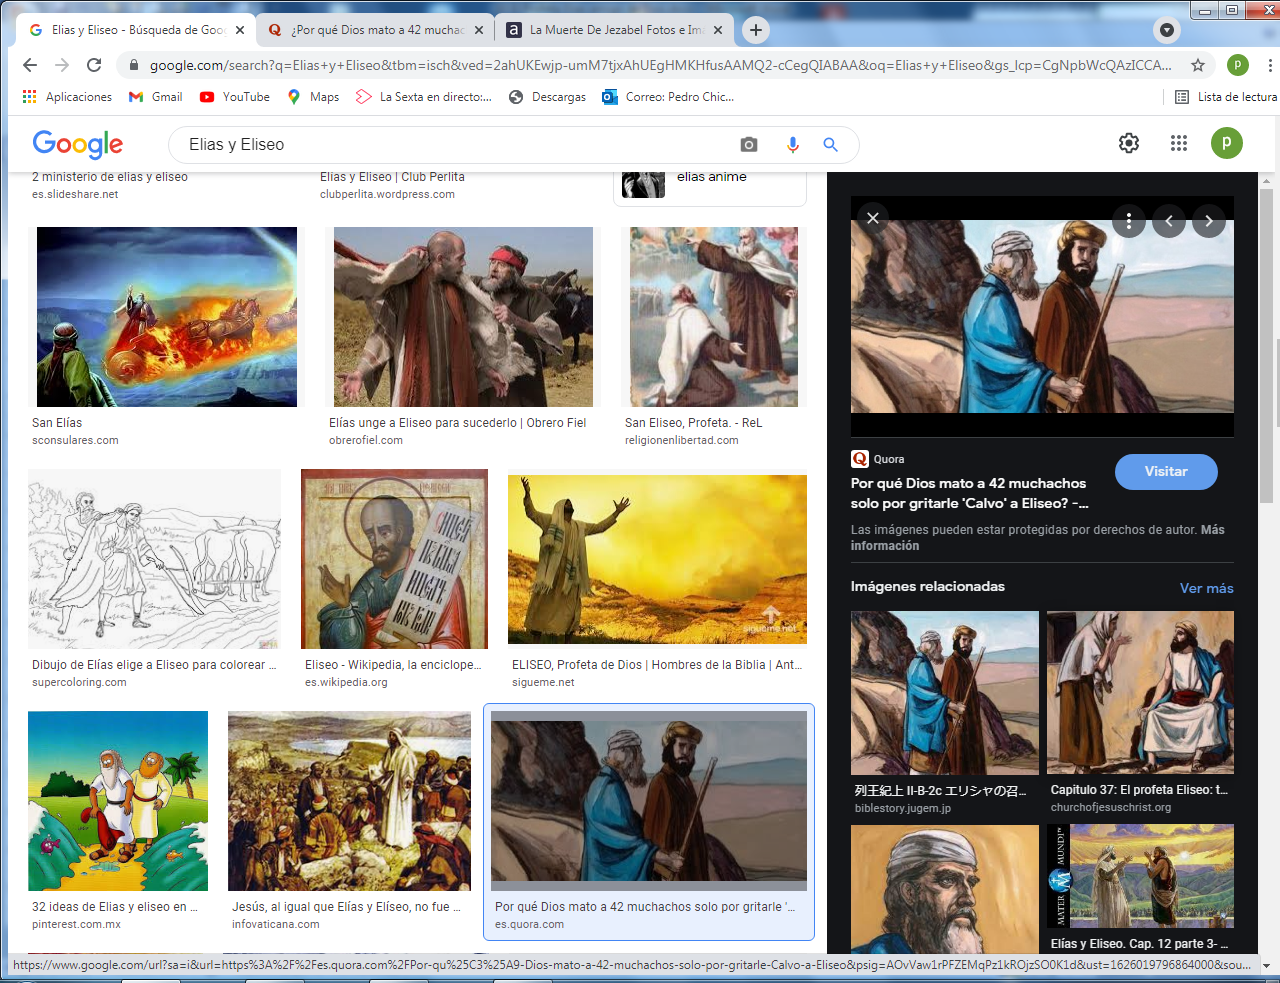 Elias y Eliseo - Búsqueda de Goog
¿Por qué Dios mato a 42 muchac
La Muerte De Jezabel Fotos e Im
google.com/search?q=Elias+y+Eliseo&tbm=isch&ved=2ahUKEwjp-umM7tjxAhUEgHMKHfusAAMQ2-cCegQIABAA&oq=Elias+y+Eliseo&gs_lcp=CgNpbWcQAzICCA...
P
Aplicaciones
Gmail
YouTube
Maps
La Sexta en directo:...
Descargas
Correo: Pedro Chic...
Lista de lectura
Google
Elias y Eliseo
p
2 ministerio de elias y eliseo
es.slideshare.net
Elías y Eliseo | Club Perlita
clubperlita.wordpress.com
elias anime
San Elías
sconsulares.com
Elías unge a Eliseo para sucederlo | Obrero Fiel
obrerofiel.com
San Eliseo, Profeta. - ReL
religionenlibertad.com
sigueme.net
Dibujo de Elías elige a Eliseo para colorear ...
supercoloring.com
Eliseo - Wikipedia, la enciclope...
es.wikipedia.org
ELISEO, Profeta de Dios | Hombres de la Biblia | Ant...
sigueme.net
32 ideas de Elias y eliseo en ...
pinterest.com.mx
Jesús, al igual que Elías y Elíseo, no fue ...
infovaticana.com
Por qué Dios mato a 42 muchachos solo por gritarle '...
es.quora.com
Quora
Por qué Dios mato a 42 muchachos
solo por gritarle 'Calvo' a Eliseo? -...
Visitar
Las imágenes pueden estar protegidas por derechos de autor. Más
información
Imágenes relacionadas
Ver más
列王紀上 II-B-2c エリシャの召...
biblestory.jugem.jp
Capitulo 37: El profeta Eliseo: t...
churchofjesuschrist.org
MATER MUNDI
Elías y Eliseo. Cap. 12 parte 3- ...
https://www.google.com/url?sa=i&url=https%3A%2F%2Fes.quora.com%2FPor-qu%25C3%25A9-Dios-mato-a-42-muchachos-solo-por-gritarle-Calvo-a-Eliseo&psig=AOvVaw1rPFZEMqPz1kROjzSO0K1d&ust=1626019796864000&sou...